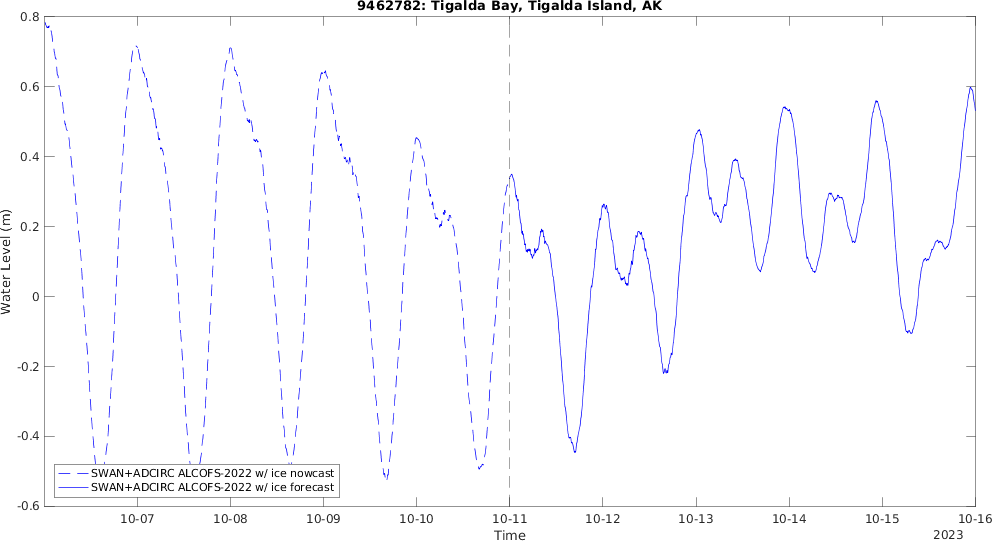 9462782: Tigalda Bay, Tigalda Island, AK
Water Level (m)
0.8
0.6
0.4
0.2
0
-0.2
-0.4
-0.6
SWAN+ADCIRC ALCOFS-2022 w/ ice nowcast
SWAN+ADCIRC ALCOFS-2022 w/ ice forecast
10-07 10-08 10-09 10-10 10-11 10-12 10-13 10-14 10-15 10-16
Time
2023